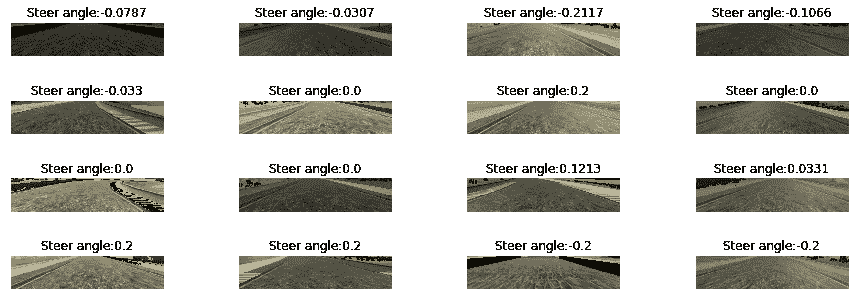 Steer angle:-0.0787
Steer angle:-0.0307
Steer angle:-0.2117
Steer angle:-0.1066
Steer angle:-0.033
Steer angle:0.0
Steer angle:0.2
Steer angle:0.0
Steer angle:0.0
Steer angle:0.0
Steer angle:0.1213
Steer angle:0.0331
Steer angle:0.2
Steer angle:0.2
Steer angle:-0.2
Steer angle:-0.2